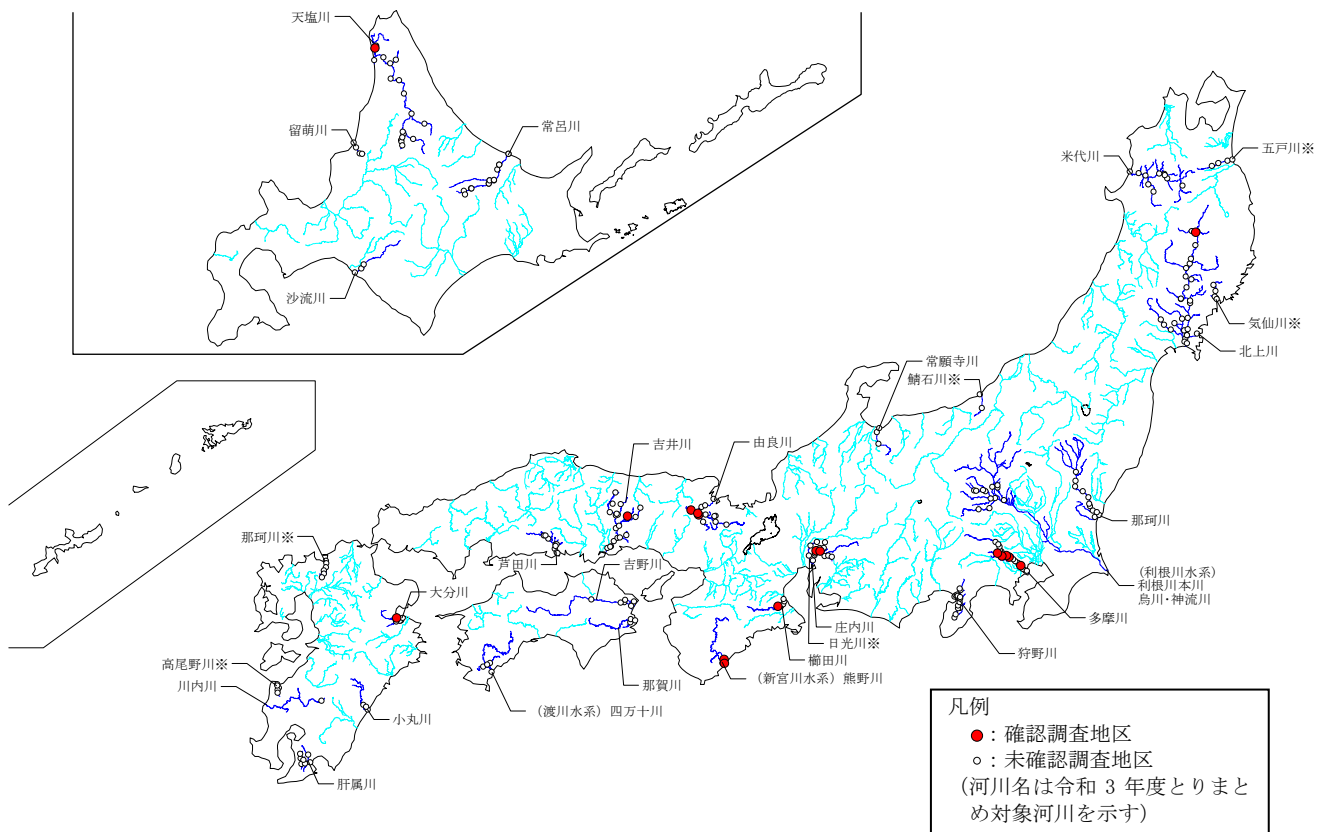 天塩川
留萌川
常呂川
沙流川
米代川
五戸川※
気仙川※
北上川
常願寺川
鯖石川※
吉井川
由良川
那珂川
(利根川水系)
利根川本川
烏川・神流川
多摩川
狩野川
庄内川
日光川※
櫛田川
(新宮川水系) 熊野川
那珂川※
芦田川
吉野川
大分川
高尾野川※
川内川
小丸川
肝属川
那賀川
(渡川水系) 四万十川
凡例
●：確認調査地区
○：未確認調査地区
(河川名は令和 3 年度とりまと
め対象河川を示す)